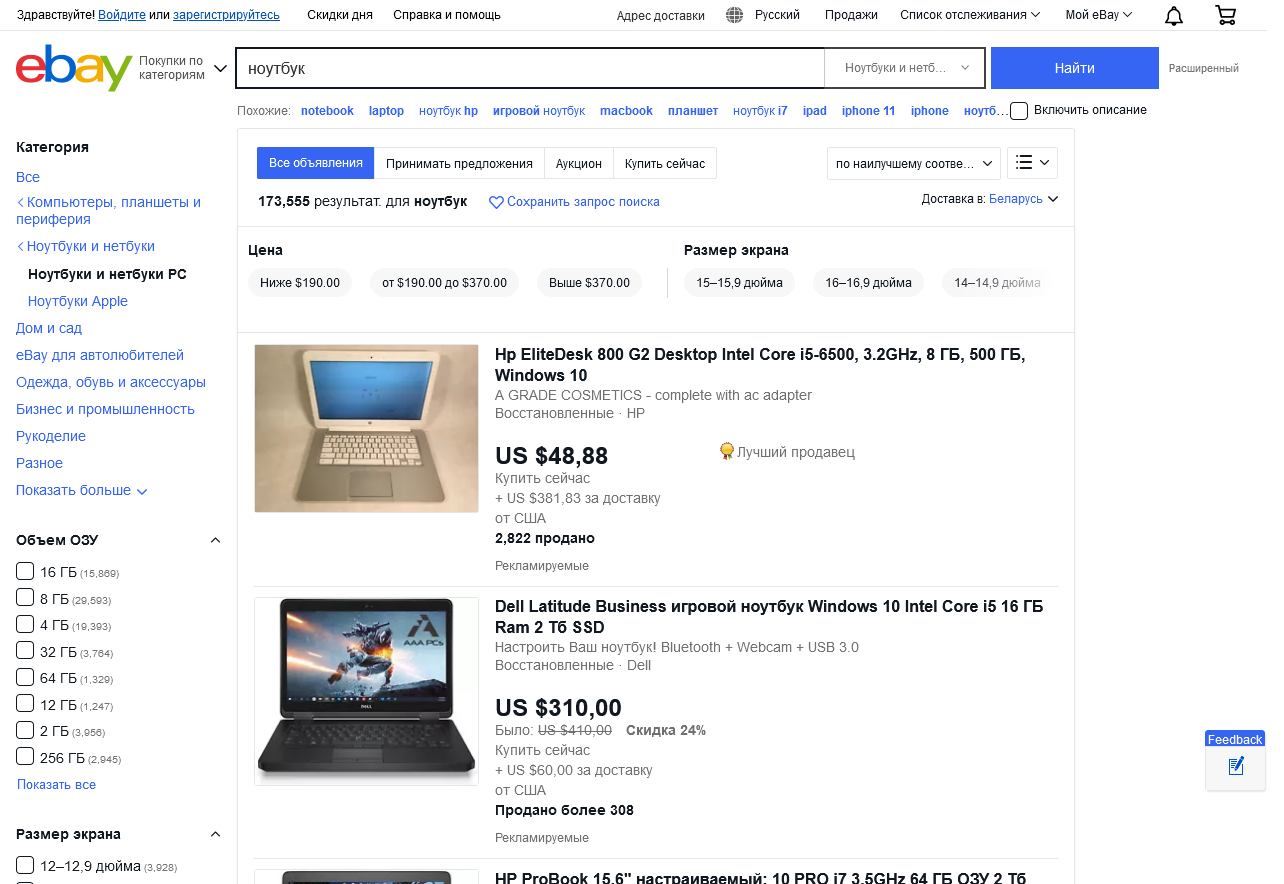 Здравствуйте! Войдите или зарегистрируйтесь
Скидки дня
Справка и помощь
Адрес доставки
Русский
Продажи
Список отслеживания
Мой eBay
ebay
Покупки по категориям
ноутбук
Ноутбуки и нетб...
Найти
Расширенный
Похожие: notebook laptop ноутбук hp игровой ноутбук macbook планшет ноутбук i7 ipad iphone 11 iphone ноутб...
Включить описание
Категория
Все
Компьютеры, планшеты и
периферия
Ноутбуки и нетбуки
Ноутбуки и нетбуки PC
Ноутбуки Apple
Дом и сад
eBay для автолюбителей
Одежда, обувь и аксессуары
Бизнес и промышленность
Рукоделие
Разное
Показать больше
Объем ОЗУ
16 ГБ (15,869)
8 ГБ (29,593)
4 ГБ (19,393)
32 ГБ (3,764)
64 ГБ (1,329)
12 ГБ (1,247)
2 ГБ (3,956)
256 ГБ (2,945)
Показать все
Размер экрана
12–12,9 дюйма (3,928)
Все объявления
Принимать предложения
Аукцион
Купить сейчас
по наилучшему соотве...
173,555 результат. для ноутбук
Сохранить запрос поиска
Доставка в: Беларусь
Цена
Ниже $190.00
от $190.00 до $370.00
Выше $370.00
Размер экрана
15–15,9 дюйма
16–16,9 дюйма
14–14,9 дюйма
Hp EliteDesk 800 G2 Desktop Intel Core i5-6500, 3.2GHz, 8 ГБ, 500 ГБ,
Windows 10
A GRADE COSMETICS - complete with ac adapter
Восстановленные · HP
US $48,88
Лучший продавец
Купить сейчас
+ US $381,83 за доставку
от США
2,822 продано
Рекламируемые
AAA PCs
DELL
Dell Latitude Business игровой ноутбук Windows 10 Intel Core i5 16 ГБ
Ram 2 Тб SSD
Настроить Ваш ноутбук! Bluetooth + Webcam + USB 3.0
Восстановленные · Dell
US $310,00
Было: US $410,00 Скидка 24%
Купить сейчас
+ US $60,00 за доставку
от США
Продано более 308
Рекламируемые
HP ProBook 15.6" настраиваемый: 10 PRO i7 3.5GHz 64 ГБ ОЗУ 2 Тб
Feedback